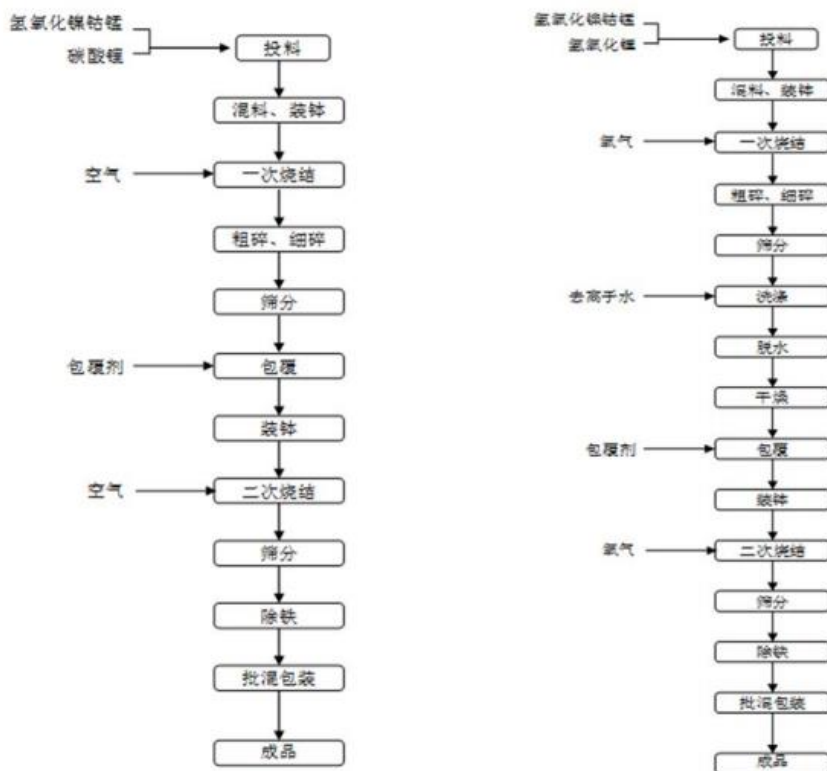 氢氧化镍钴锰
碳酸锂
投料
混料、装钵
空气
一次烧结
粗碎、细碎
筛分
包覆剂
包覆
装钵
空气
二次烧结
筛分
除铁
批混包装
成品
氢氧化镍钴锰
氢氧化锂
投料
混料、装钵
氧气
一次烧结
粗碎、细碎
筛分
去离子水
洗涤
脱水
干燥
包覆剂
包覆
装钵
氧气
二次烧结
筛分
除铁
批混包装
成品